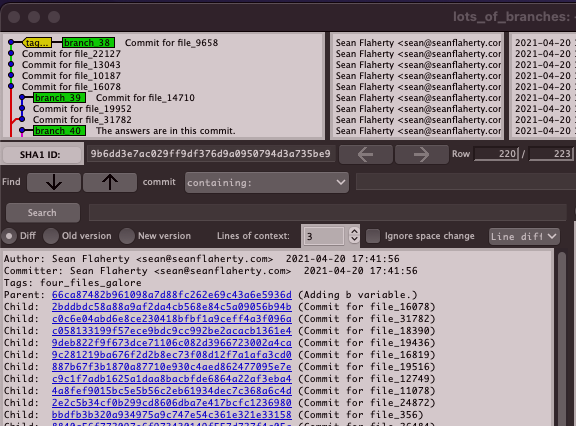 lots_of_branches:
tag... branch_38 Commit for file_9658
Commit for file_22127
Commit for file_13043
Commit for file_10187
Commit for file_16078
branch_39 Commit for file_14710
Commit for file_19952
Commit for file_31782
branch_40 The answers are in this commit.
Sean Flaherty <sean@seanflaherty.cor
Sean Flaherty <sean@seanflaherty.cor
Sean Flaherty <sean@seanflaherty.cor
Sean Flaherty <sean@seanflaherty.cor
Sean Flaherty <sean@seanflaherty.cor
Sean Flaherty <sean@seanflaherty.cor
Sean Flaherty <sean@seanflaherty.cor
Sean Flaherty <sean@seanflaherty.cor
Sean Flaherty <sean@seanflaherty.cor
2021-04-20
2021-04-20
2021-04-20
2021-04-20
2021-04-20
2021-04-20
2021-04-20
2021-04-20
2021-04-20
SHA1 ID: 9b6dd3e7ac029ff9df376d9a0950794d3a735be9 Row 220 / 223
Find commit containing:
Search
Diff Old version New version Lines of context: 3 Ignore space change Line diff
Author: Sean Flaherty <sean@seanflaherty.com> 2021-04-20 17:41:56
Committer: Sean Flaherty <sean@seanflaherty.com> 2021-04-20 17:41:56
Tags: four_files_galore
Parent: 66ca87482b961098a7d88fc262e69c43a6e5936d (Adding b variable.)
Child: 2bddbdc58a88a9af2da4cb568e84c5a09056b94b (Commit for file_16078)
Child: c0c6e04abd6e8ce230418bfbf1a9ceff4a3f096a (Commit for file_31782)
Child: c058133199f57ece9bdc9cc992be2acacb1361e4 (Commit for file_18390)
Child: 9deb822f9f673dce71106c082d3966723002a4ca (Commit for file_19436)
Child: 9c281219ba676f2d2b8ec73f08d12f7a1afa3cd0 (Commit for file_16819)
Child: 887b67f3b1870a87710e930c4aed862477095e7e (Commit for file_19516)
Child: c9c1f7adb1625a1daa8bacbfde6864a22af3eba4 (Commit for file_12749)
Child: 4a8fef9015bc5e5b56c2eb61934dec7c368a6c4d (Commit for file_11078)
Child: 2e2c5b34cf0b299cd8606dba7e417bcfc1236980 (Commit for file_24872)
Child: bbdfb3b320a934975a9c747e54c361e321e33158 (Commit for file_356)